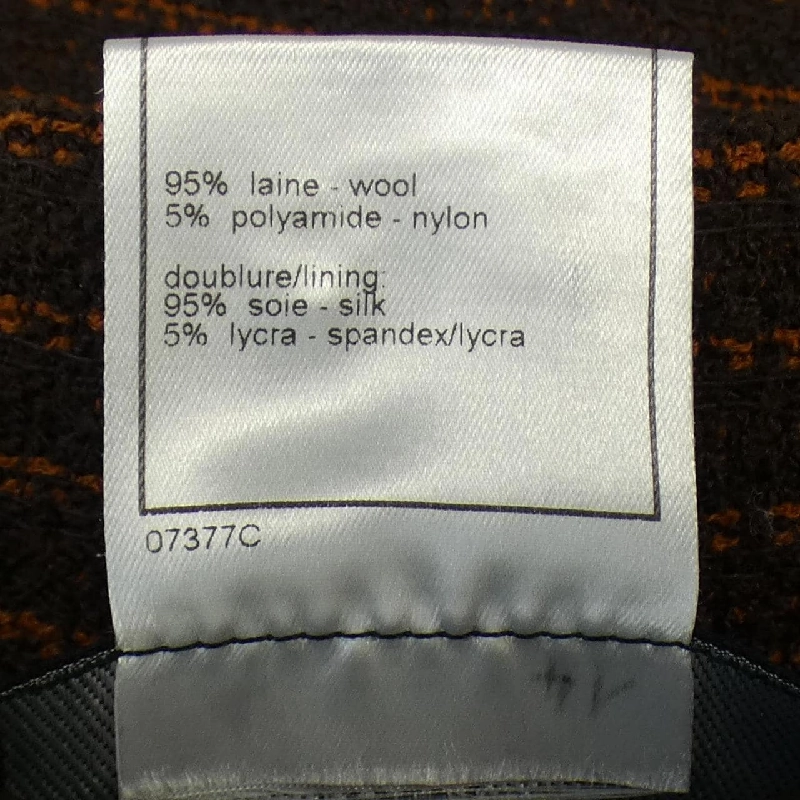 95% laine - wool
5% polyamide - nylon
doublure/lining:
95% soie - silk
5% lycra - spandex/lycra
07377C